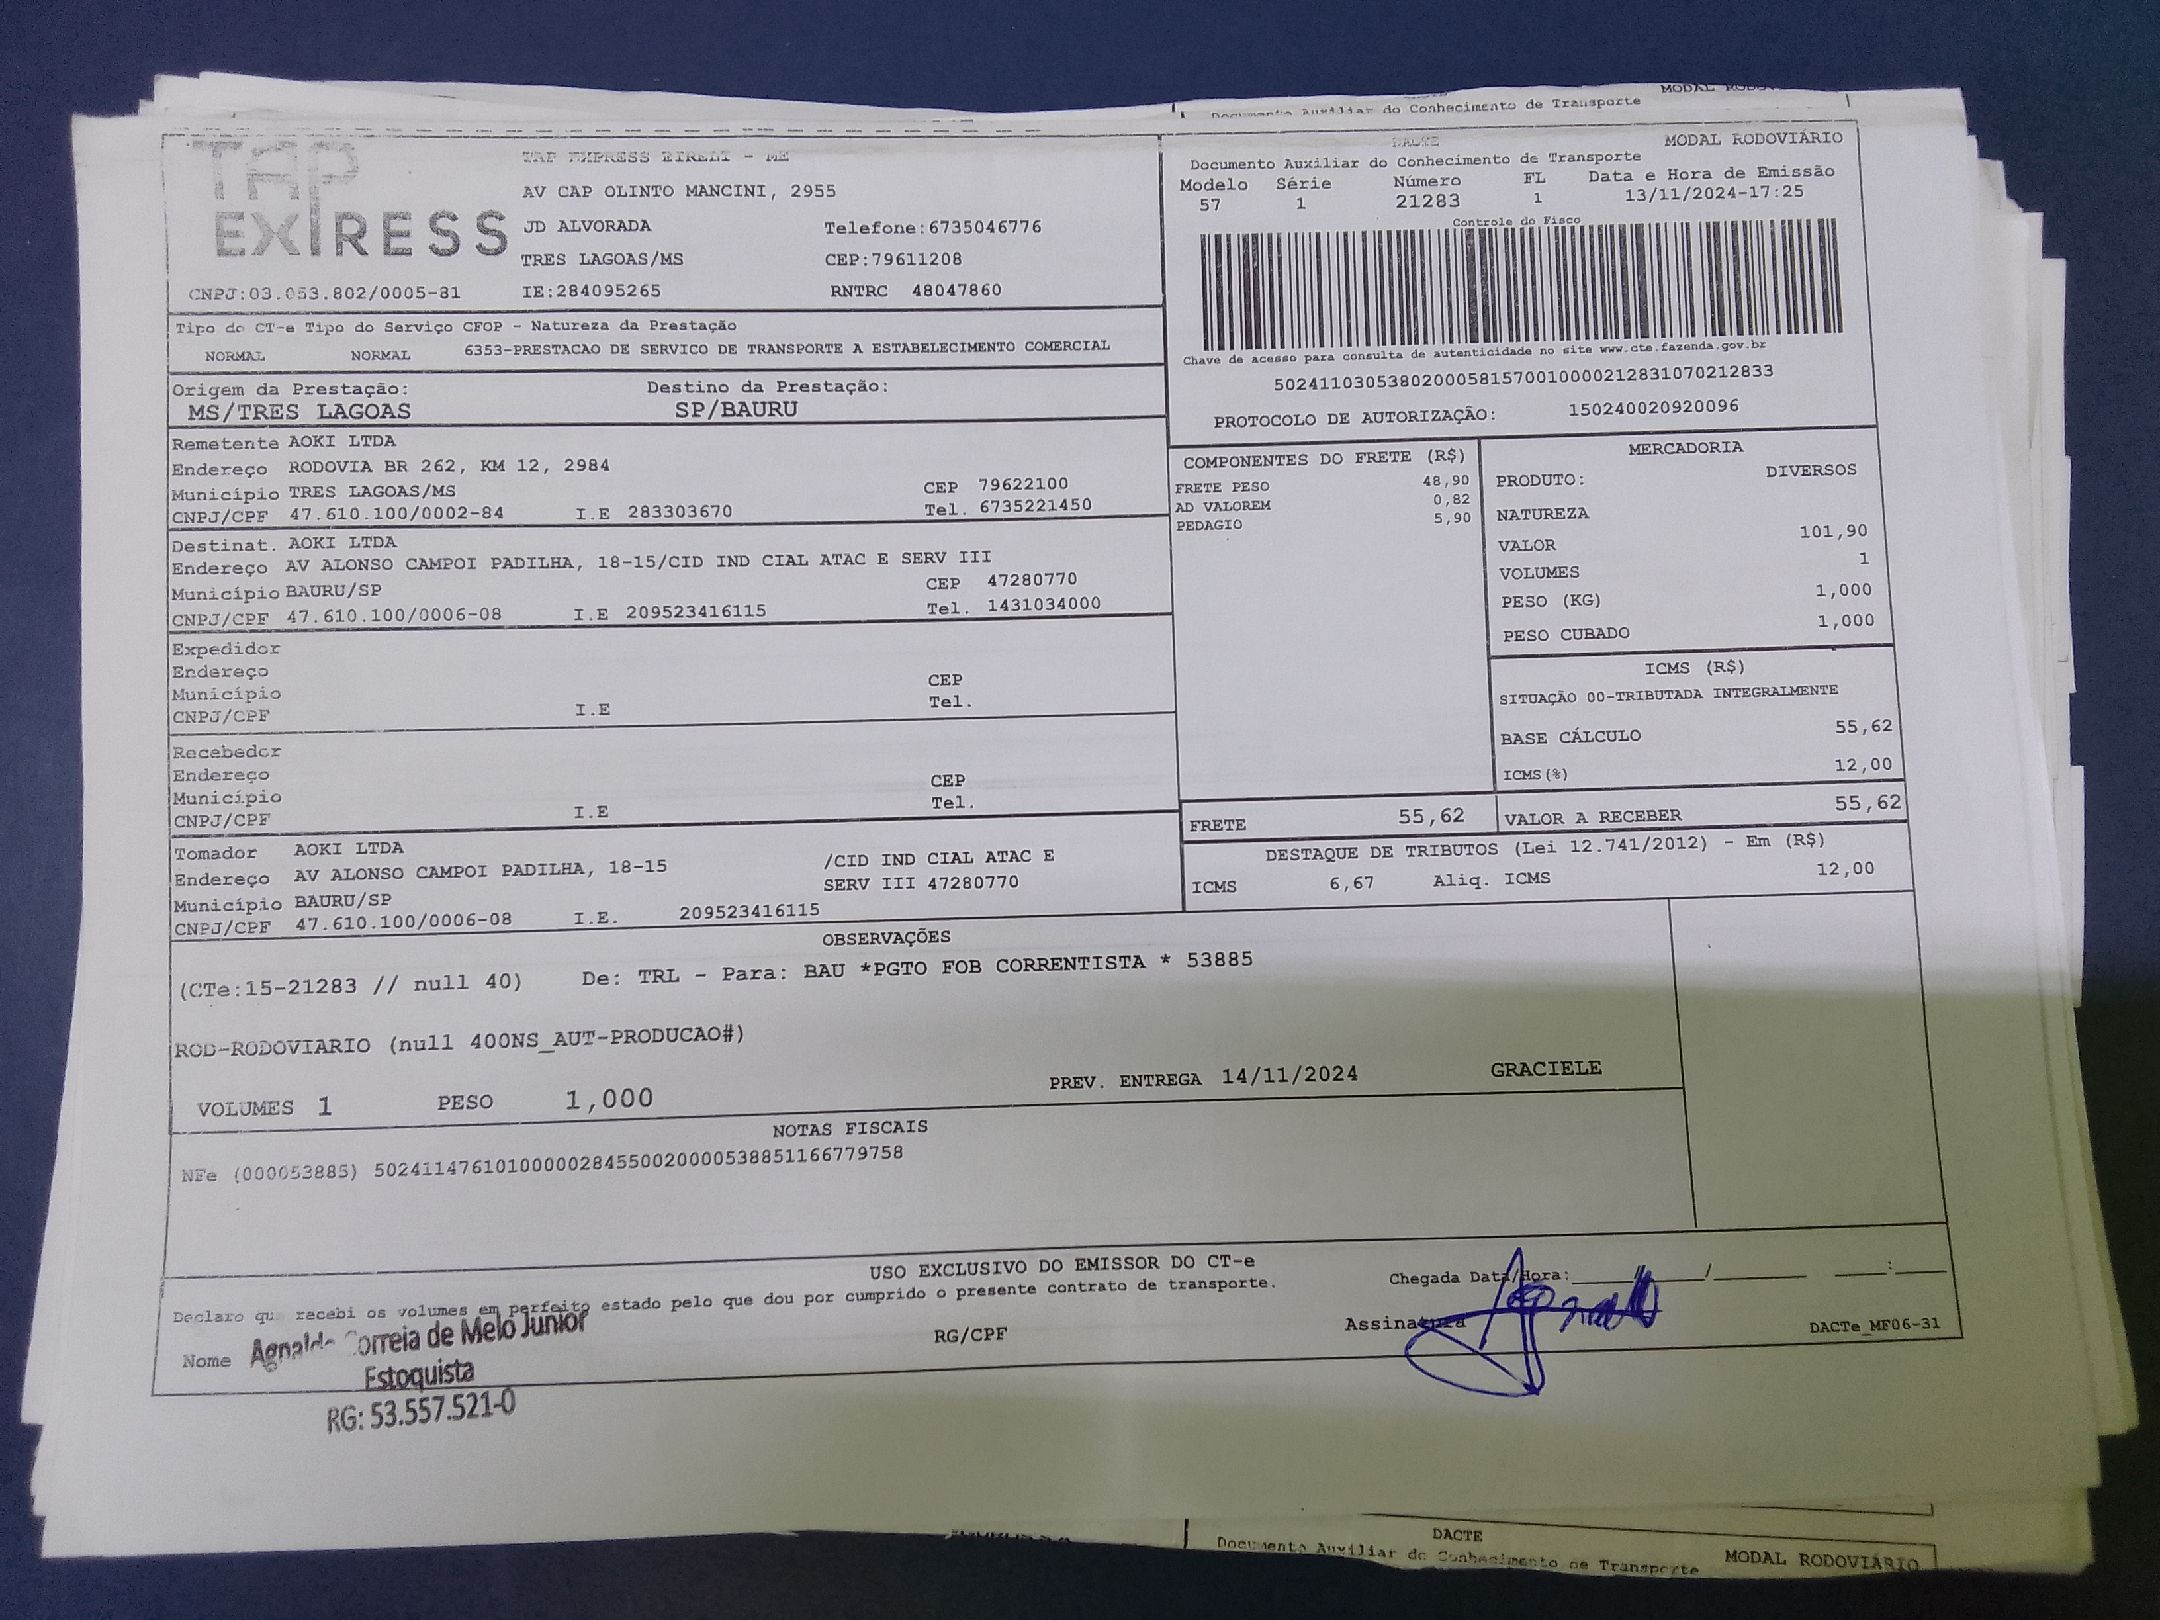 MODAL RODOVIÁRIO
Documento Auxiliar do Conhecimento de Transporte
TAP
EXPRESS
CNPJ:03.053.802/0005-81
TAP EXPRESS EIRELI - ME
AV CAP OLINTO MANCINI, 2955
JD ALVORADA Telefone:6735046776
TRES LAGOAS/MS CEP:79611208
IE:284095265 RNTRC 48047860
DACTE MODAL RODOVIÁRIO
Documento Auxiliar do Conhecimento de Transporte
Modelo Série Número FL Data e Hora de Emissão
57 1 21283 1 13/11/2024-17:25
Controle do Fisco
Chave de acesso para consulta de autenticidade no site www.cte.fazenda.gov.br
50241103053802000581570010000212831070212833
PROTOCOLO DE AUTORIZAÇÃO: 150240020920096
Tipo do CT-e Tipo do Serviço CFOP - Natureza da Prestação
NORMAL NORMAL 6353-PRESTACAO DE SERVICO DE TRANSPORTE A ESTABELECIMENTO COMERCIAL
Origem da Prestação: Destino da Prestação:
MS/TRES LAGOAS SP/BAURU
Remetente AOKI LTDA
Endereço RODOVIA BR 262, KM 12, 2984
Município TRES LAGOAS/MS CEP 79622100
CNPJ/CPF 47.610.100/0002-84 I.E 283303670 Tel. 6735221450
Destinat. AOKI LTDA
Endereço AV ALONSO CAMPOI PADILHA, 18-15/CID IND CIAL ATAC E SERV III
Município BAURU/SP CEP 47280770
CNPJ/CPF 47.610.100/0006-08 I.E 209523416115 Tel. 1431034000
Expedidor
Endereço
Município CEP
CNPJ/CPF I.E Tel.
Recebedor
Endereço
Município CEP
CNPJ/CPF I.E Tel.
Tomador AOKI LTDA
Endereço AV ALONSO CAMPOI PADILHA, 18-15 /CID IND CIAL ATAC E
SERV III 47280770
Município BAURU/SP
CNPJ/CPF 47.610.100/0006-08 I.E. 209523416115
COMPONENTES DO FRETE (R$)
FRETE PESO 48,90
AD VALOREM 0,82
PEDAGIO 5,90
MERCADORIA
PRODUTO: DIVERSOS
NATUREZA
VALOR 101,90
VOLUMES 1
PESO (KG) 1,000
PESO CUBADO 1,000
ICMS (R$)
SITUAÇÃO 00-TRIBUTADA INTEGRALMENTE
BASE CÁLCULO 55,62
ICMS(%) 12,00
FRETE 55,62 VALOR A RECEBER 55,62
DESTAQUE DE TRIBUTOS (Lei 12.741/2012) - Em (R$)
ICMS 6,67 Aliq. ICMS 12,00
OBSERVAÇÕES
(CTe:15-21283 // null 40) De: TRL - Para: BAU *PGTO FOB CORRENTISTA * 53885
ROD-RODOVIARIO (null 400NS_AUT-PRODUCAO#)
VOLUMES 1 PESO 1,000 PREV. ENTREGA 14/11/2024 GRACIELE
NOTAS FISCAIS
NFe (000053885) 50241147610100000284550020000538851166779758
USO EXCLUSIVO DO EMISSOR DO CT-e
Declaro que recebi os volumes em perfeito estado pelo que dou por cumprido o presente contrato de transporte.
Chegada Data/Hora:____/____/____ ___:___
Nome Agnaldo Correia de Melo Junior
Estoquista
RG: 53.557.521-0
RG/CPF
Assinatura
DACTe_MF06-31
DACTE
Documento Auxiliar do Conhecimento de Transporte MODAL RODOVIÁRIO